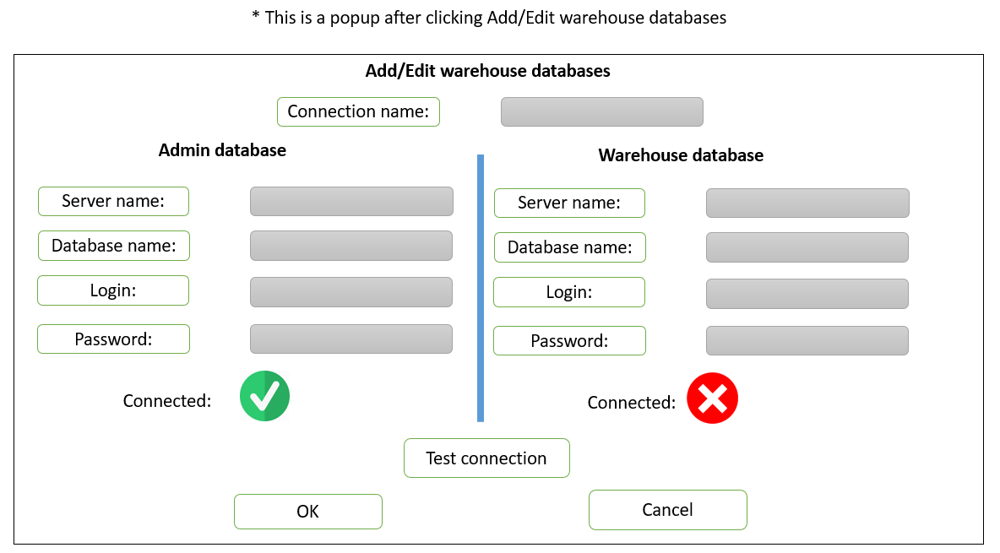 * This is a popup after clicking Add/Edit warehouse databases
Add/Edit warehouse databases
Connection name:
Admin database
Server name:
Database name:
Login:
Password:
Connected:
Warehouse database
Server name:
Database name:
Login:
Password:
Connected:
Test connection
OK
Cancel